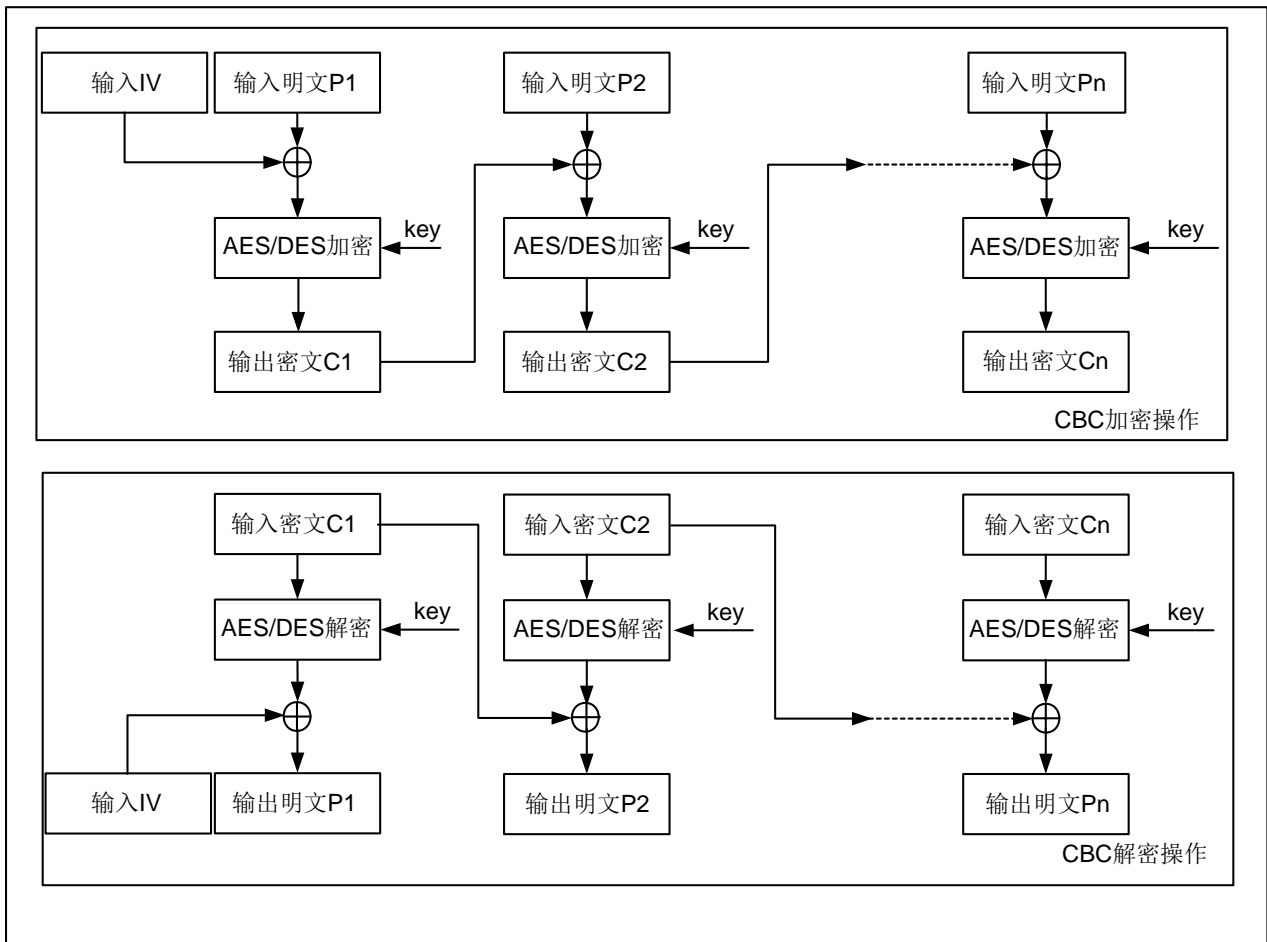 输入IV
输入明文P1
输入明文P2
输入明文Pn
AES/DES加密
key
AES/DES加密
key
AES/DES加密
key
输出密文C1
输出密文C2
输出密文Cn
CBC加密操作
输入密文C1
输入密文C2
输入密文Cn
AES/DES解密
key
AES/DES解密
key
AES/DES解密
key
输入IV
输出明文P1
输出明文P2
输出明文Pn
CBC解密操作